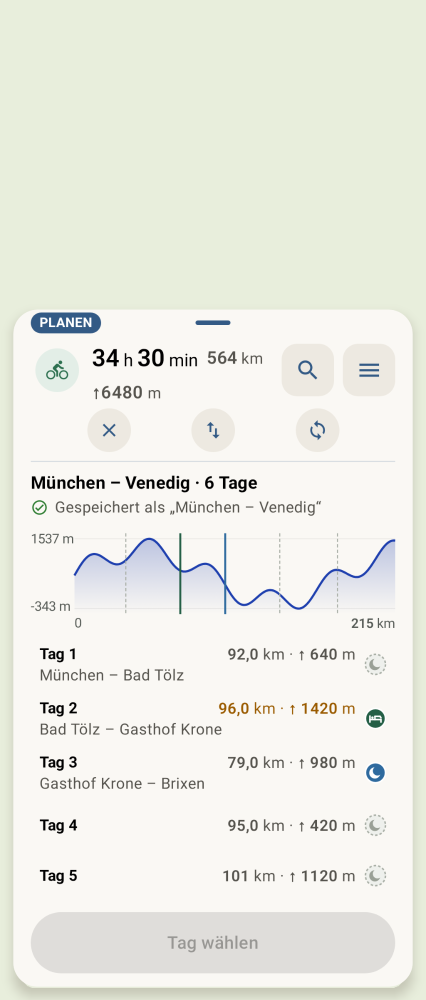 PLANEN
34 h 30 min 564 km
↑6480 m
München – Venedig · 6 Tage
Gespeichert als „München – Venedig“
1537 m
-343 m
0 215 km
Tag 1 92,0 km · ↑ 640 m
München – Bad Tölz
Tag 2 96,0 km · ↑ 1420 m
Bad Tölz – Gasthof Krone
Tag 3 79,0 km · ↑ 980 m
Gasthof Krone – Brixen
Tag 4 95,0 km · ↑ 420 m
Tag 5 101 km · ↑ 1120 m
Tag wählen